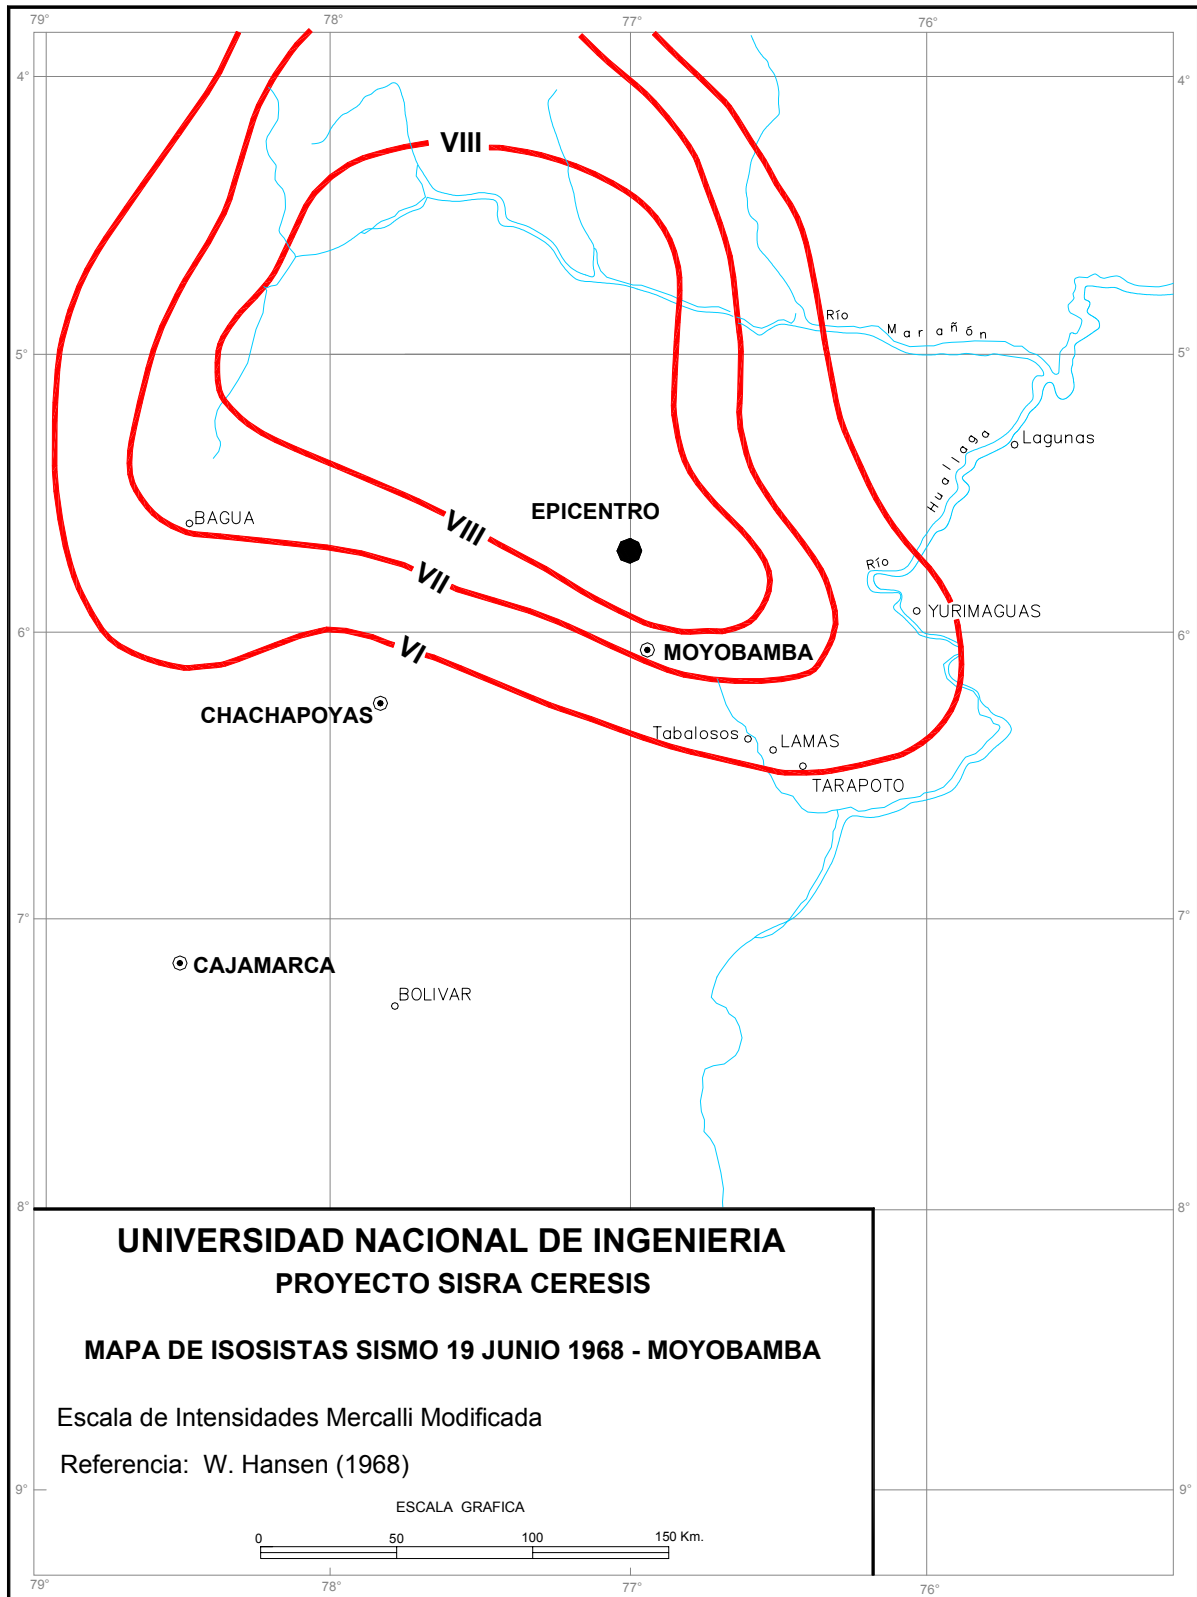 79°
78°
77°
76°
4°
4°
VIII
Río
Marañón
5°
5°
Huallaga
Lagunas
EPICENTRO
BAGUA
VIII
VII
Río
YURIMAGUAS
6°
6°
VI
MOYOBAMBA
CHACHAPOYAS
Tabalosos
LAMAS
TARAPOTO
7°
7°
CAJAMARCA
BOLIVAR
8°
8°
UNIVERSIDAD NACIONAL DE INGENIERIA
PROYECTO SISRA CERESIS
MAPA DE ISOSISTAS SISMO 19 JUNIO 1968 - MOYOBAMBA
Escala de Intensidades Mercalli Modificada
Referencia: W. Hansen (1968)
9°
9°
ESCALA GRAFICA
0 50 100 150 Km.
79°
78°
77°
76°